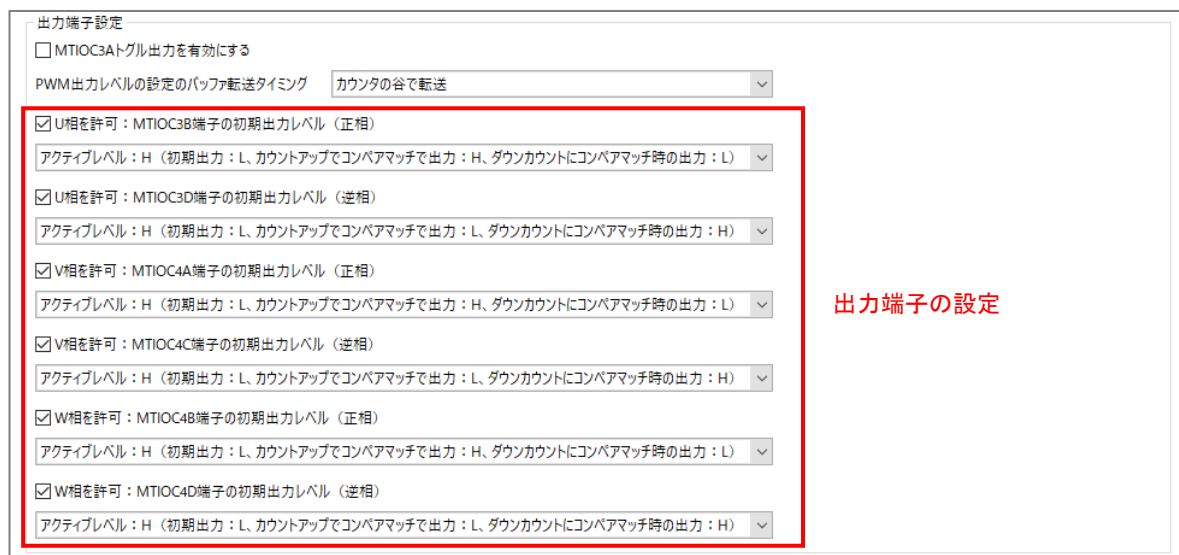 出力端子設定
MTIOC3Aトグル出力を有効にする
PWM出力レベルの設定のバッファ転送タイミング カウンタの谷で転送
U相を許可：MTIOC3B端子の初期出力レベル（正相）
アクティブレベル：H（初期出力：L、カウントアップでコンペアマッチで出力：H、ダウンカウントにコンペアマッチ時の出力：L）
U相を許可：MTIOC3D端子の初期出力レベル（逆相）
アクティブレベル：H（初期出力：L、カウントアップでコンペアマッチで出力：L、ダウンカウントにコンペアマッチ時の出力：H）
V相を許可：MTIOC4A端子の初期出力レベル（正相）
アクティブレベル：H（初期出力：L、カウントアップでコンペアマッチで出力：H、ダウンカウントにコンペアマッチ時の出力：L）
出力端子の設定
V相を許可：MTIOC4C端子の初期出力レベル（逆相）
アクティブレベル：H（初期出力：L、カウントアップでコンペアマッチで出力：L、ダウンカウントにコンペアマッチ時の出力：H）
W相を許可：MTIOC4B端子の初期出力レベル（正相）
アクティブレベル：H（初期出力：L、カウントアップでコンペアマッチで出力：H、ダウンカウントにコンペアマッチ時の出力：L）
W相を許可：MTIOC4D端子の初期出力レベル（逆相）
アクティブレベル：H（初期出力：L、カウントアップでコンペアマッチで出力：L、ダウンカウントにコンペアマッチ時の出力：H）